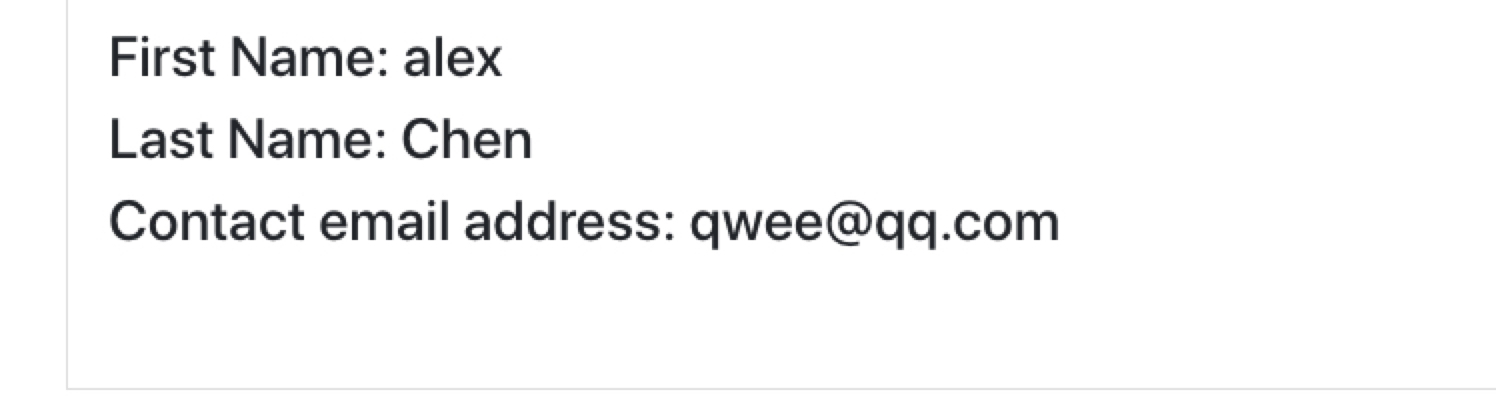 First Name: alex
Last Name: Chen
Contact email address: qwee@qq.com